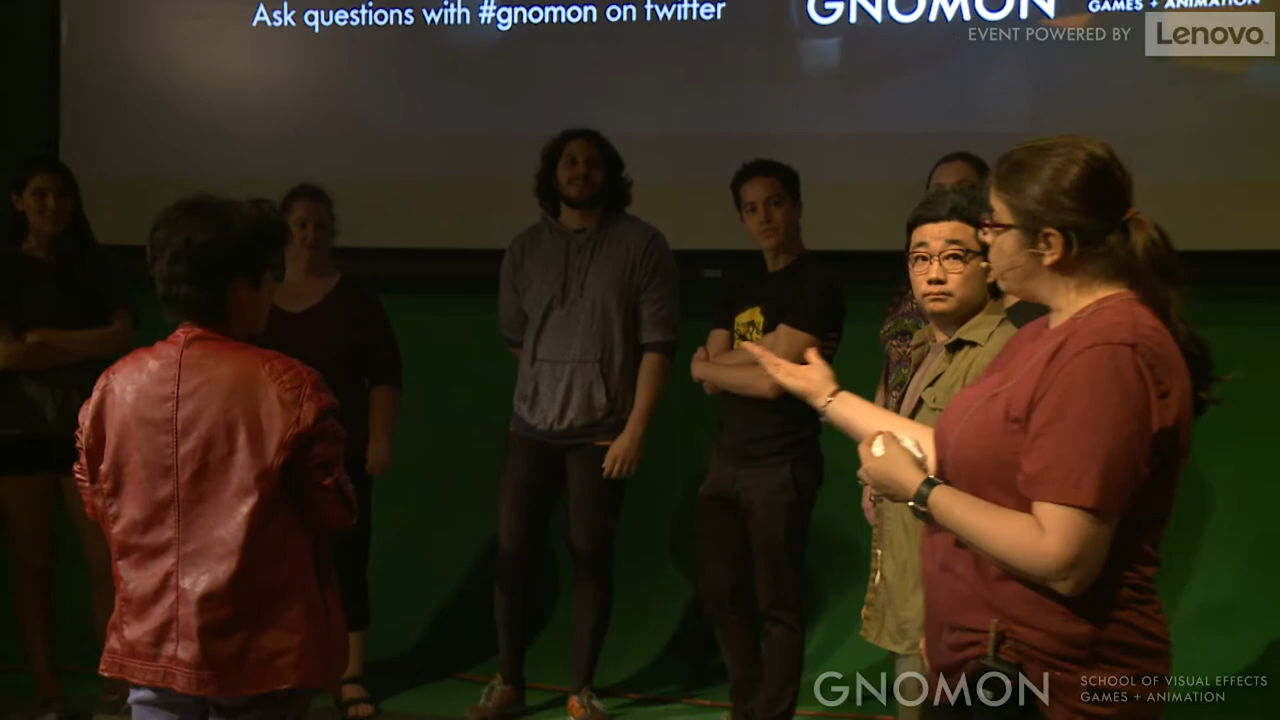 Ask questions with #gnomon on twitter
GNOMON
GAMES + ANIMATION
EVENT POWERED BY Lenovo
GNOMON
SCHOOL OF VISUAL EFFECTS
GAMES + ANIMATION